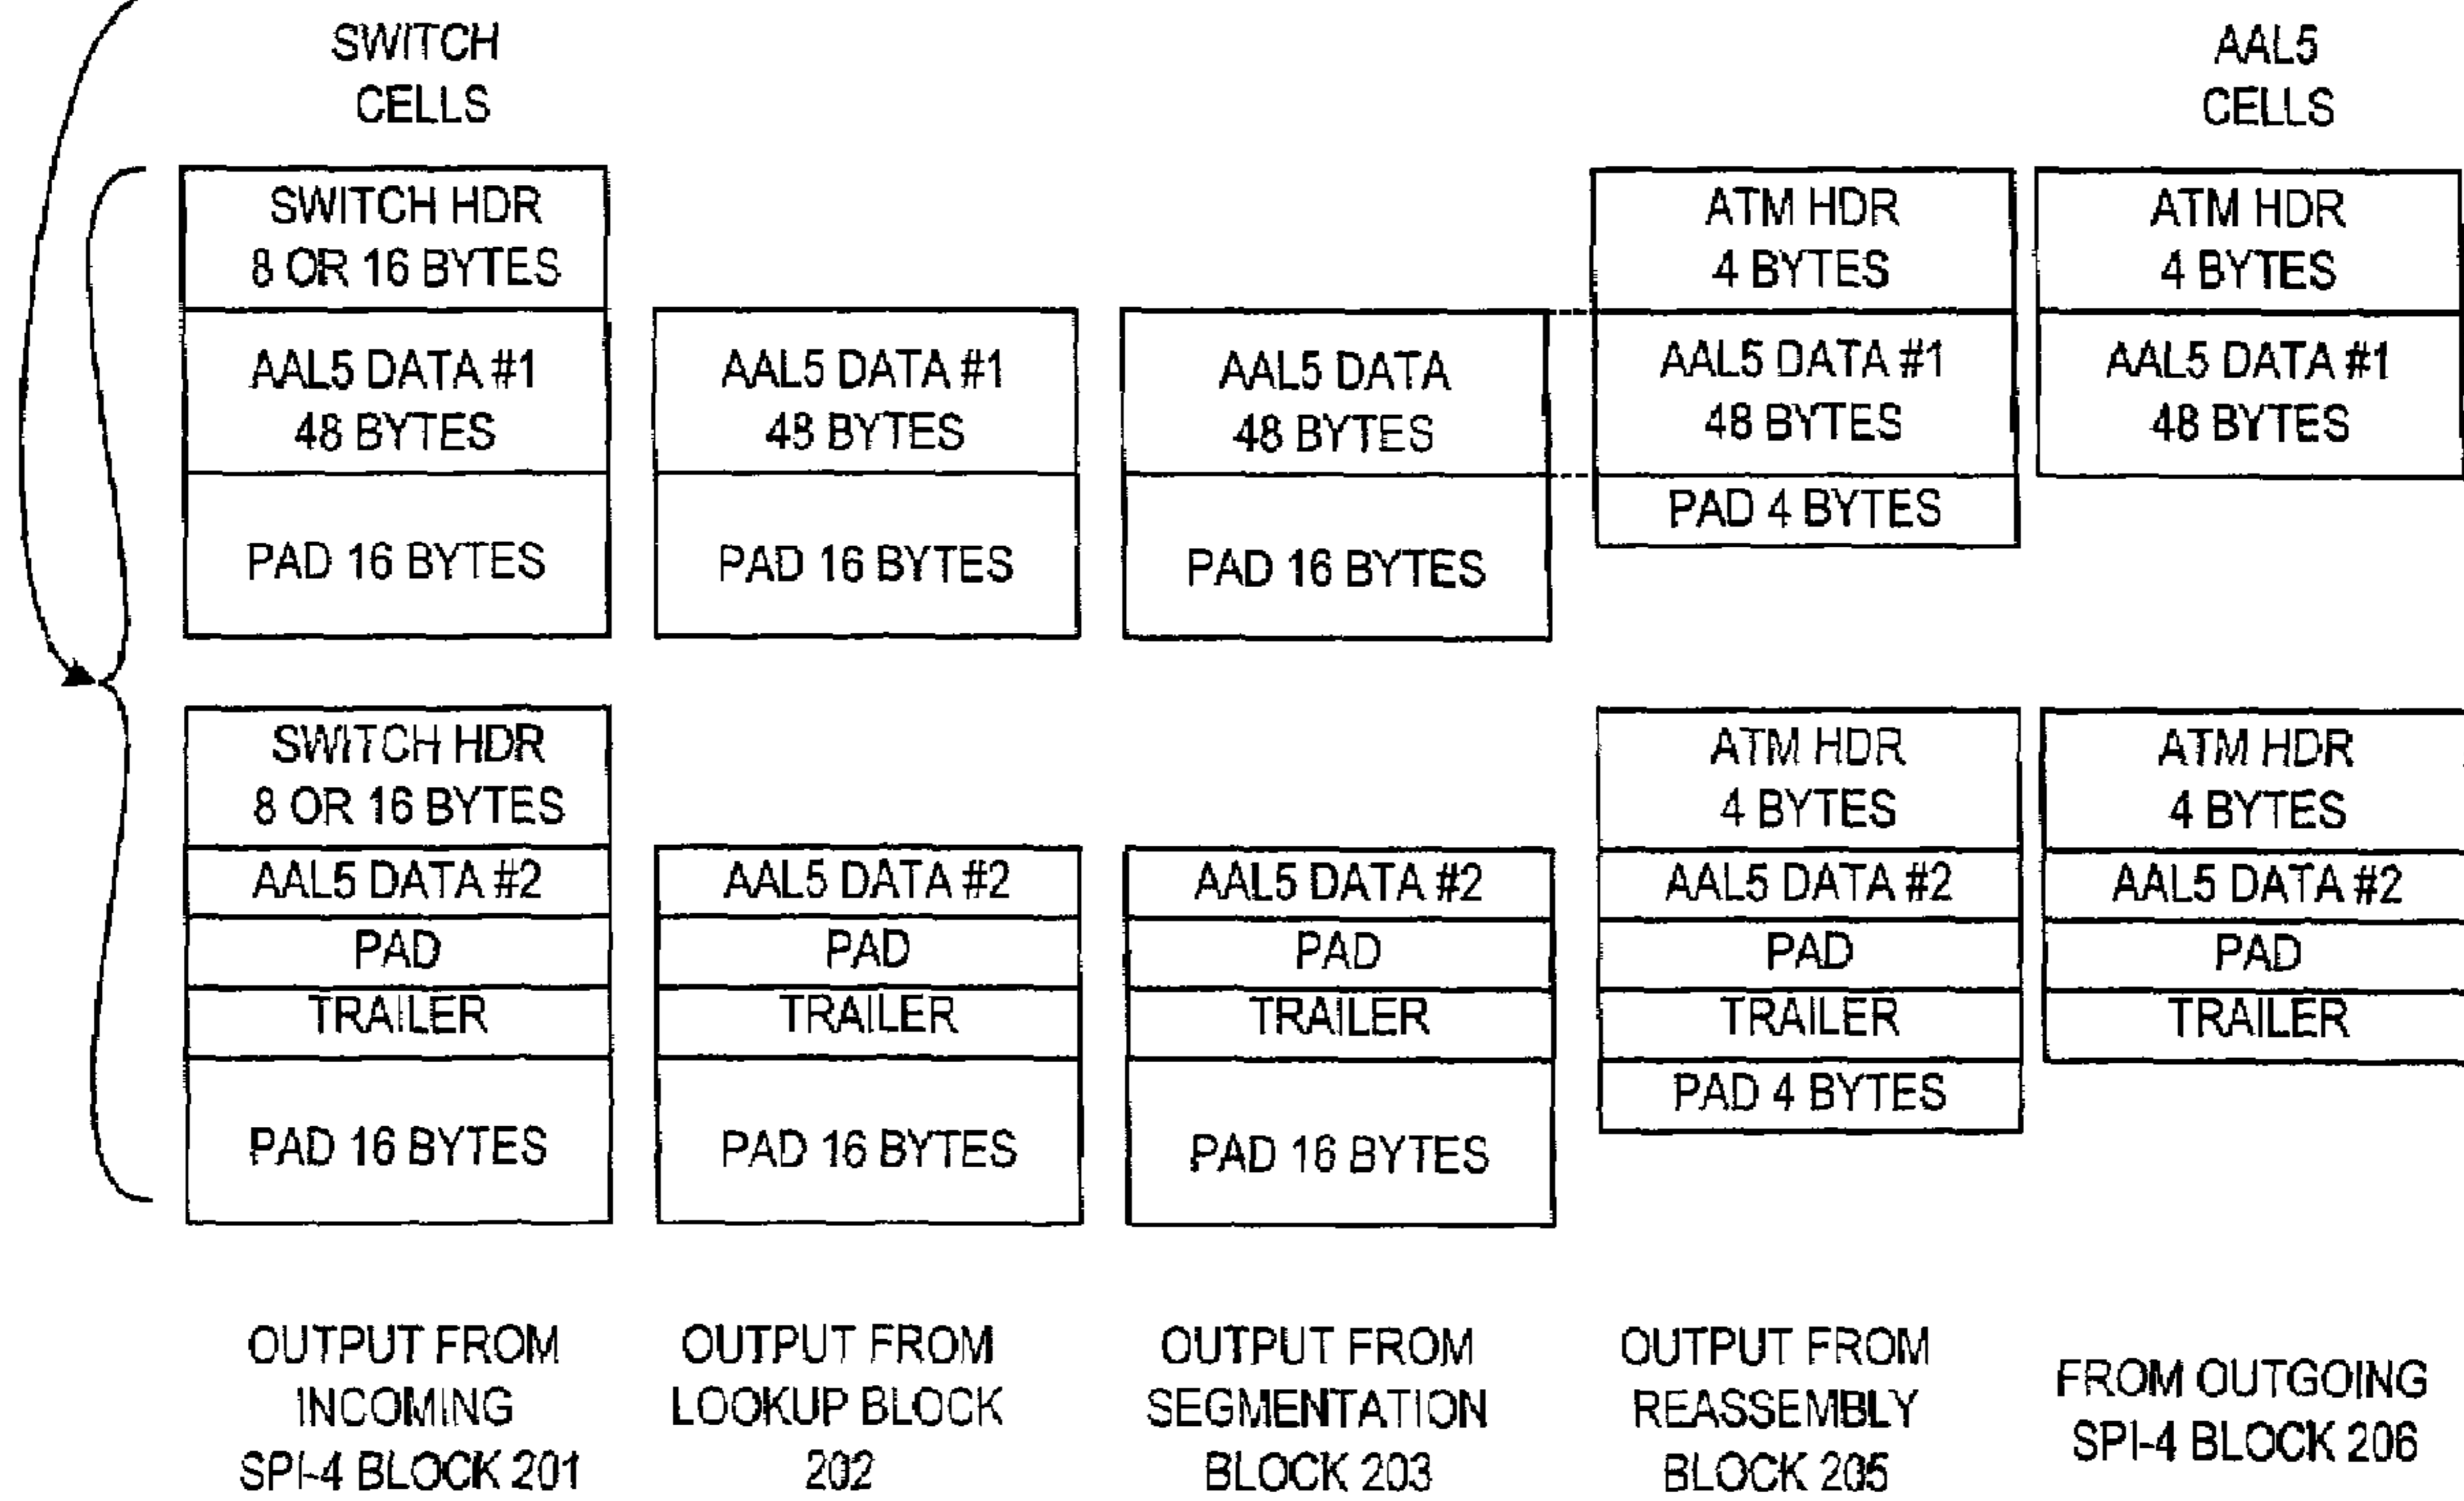 SWITCH
CELLS
AAL5
CELLS
SWITCH HDR
8 OR 16 BYTES
AAL5 DATA #1
48 BYTES
PAD 16 BYTES
AAL5 DATA #1
48 BYTES
PAD 16 BYTES
AAL5 DATA
48 BYTES
PAD 16 BYTES
ATM HDR
4 BYTES
AAL5 DATA #1
48 BYTES
PAD 4 BYTES
ATM HDR
4 BYTES
AAL5 DATA #1
48 BYTES
SWITCH HDR
8 OR 16 BYTES
AAL5 DATA #2
PAD
TRAILER
PAD 16 BYTES
AAL5 DATA #2
PAD
TRAILER
PAD 16 BYTES
AAL5 DATA #2
PAD
TRAILER
PAD 16 BYTES
ATM HDR
4 BYTES
AAL5 DATA #2
PAD
TRAILER
PAD 4 BYTES
ATM HDR
4 BYTES
AAL5 DATA #2
PAD
TRAILER
OUTPUT FROM
INCOMING
SPI-4 BLOCK 201
OUTPUT FROM
LOOKUP BLOCK
202
OUTPUT FROM
SEGMENTATION
BLOCK 203
OUTPUT FROM
REASSEMBLY
BLOCK 205
FROM OUTGOING
SPI-4 BLOCK 206